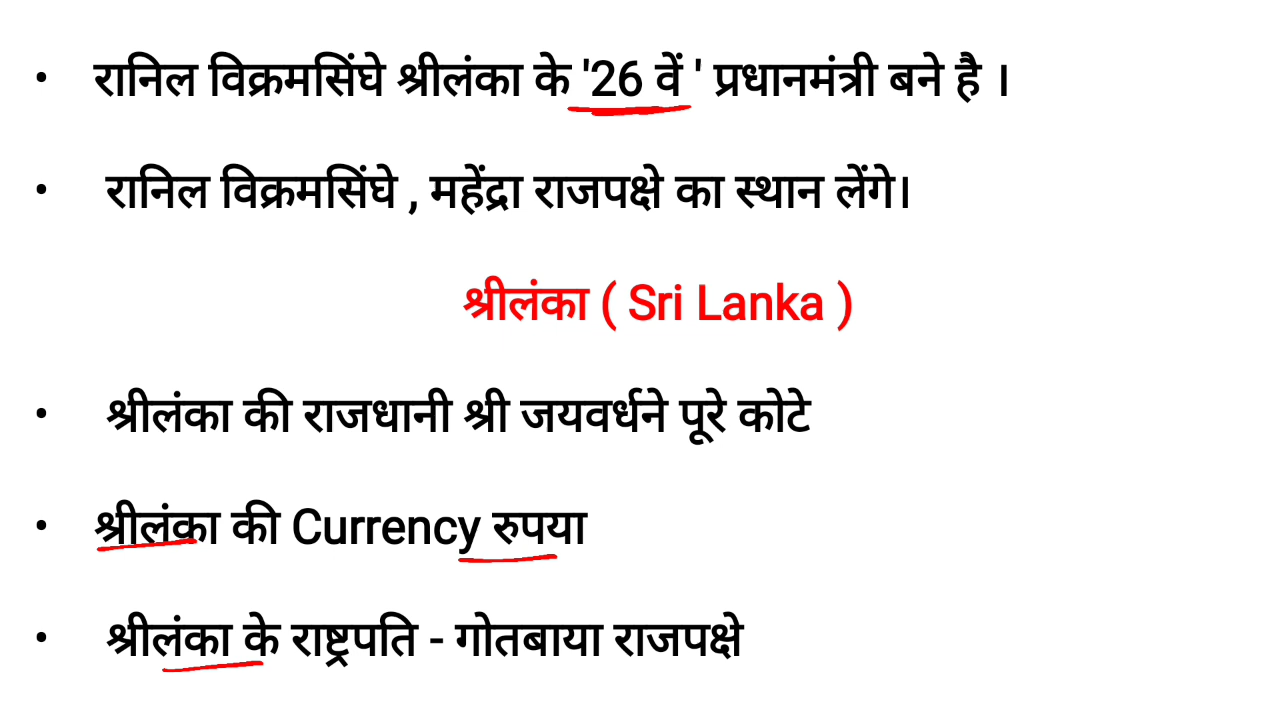 • रानिल विक्रमसिंघे श्रीलंका के '26 वें ' प्रधानमंत्री बने है ।
• रानिल विक्रमसिंघे , महेंद्रा राजपक्षे का स्थान लेंगे।
श्रीलंका ( Sri Lanka )
• श्रीलंका की राजधानी श्री जयवर्धने पूरे कोटे
• श्रीलंका की Currency रुपया
• श्रीलंका के राष्ट्रपति - गोतबाया राजपक्षे